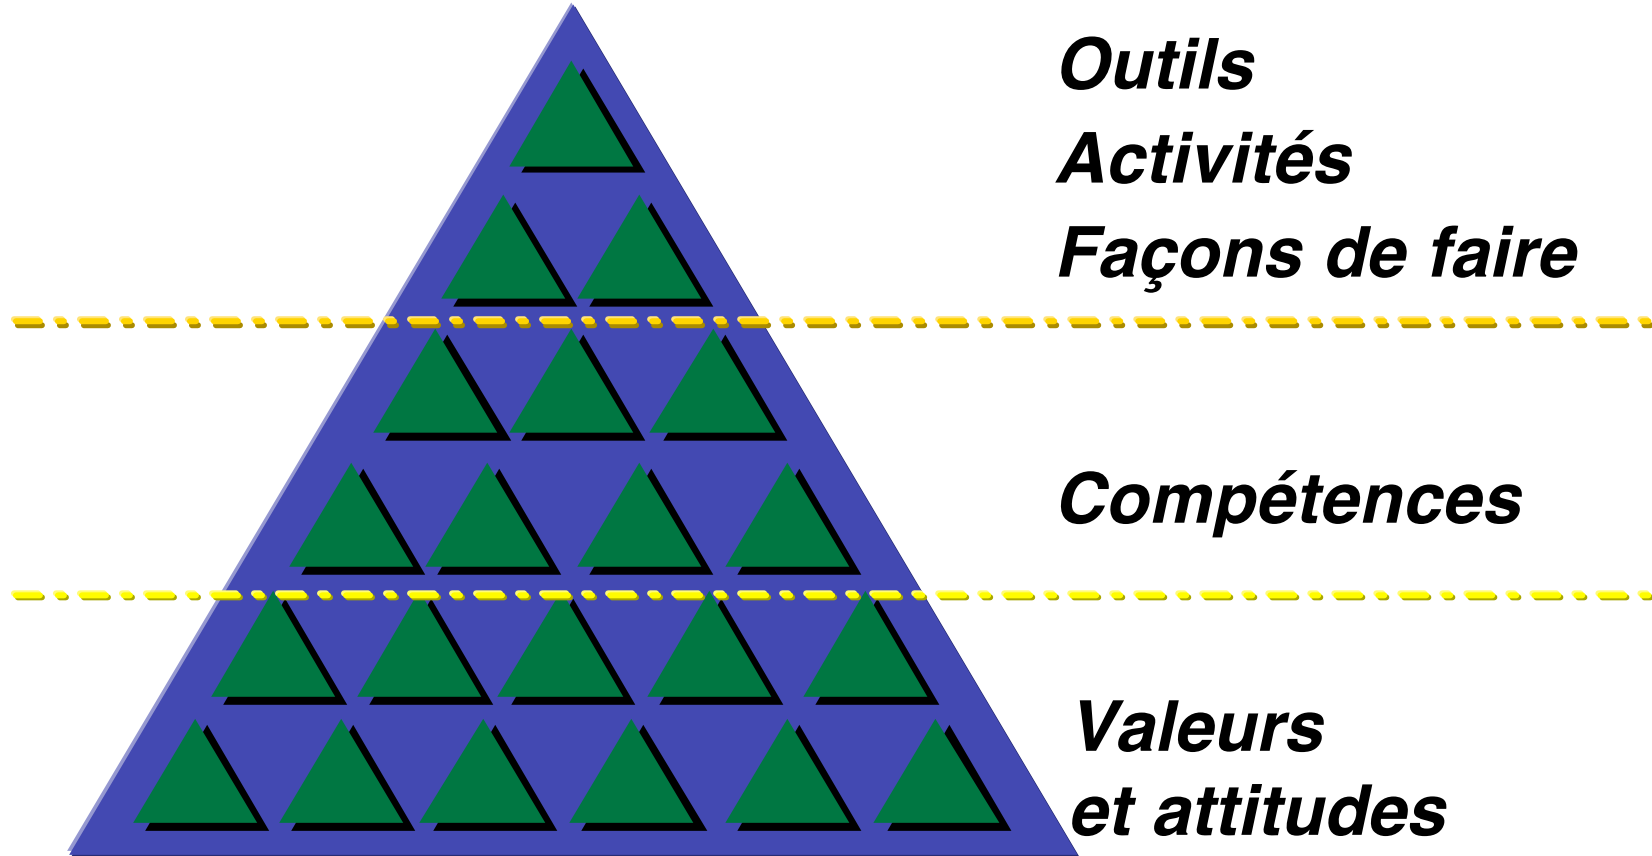 Outils
Activités
Façons de faire
Compétences
Valeurs
et attitudes